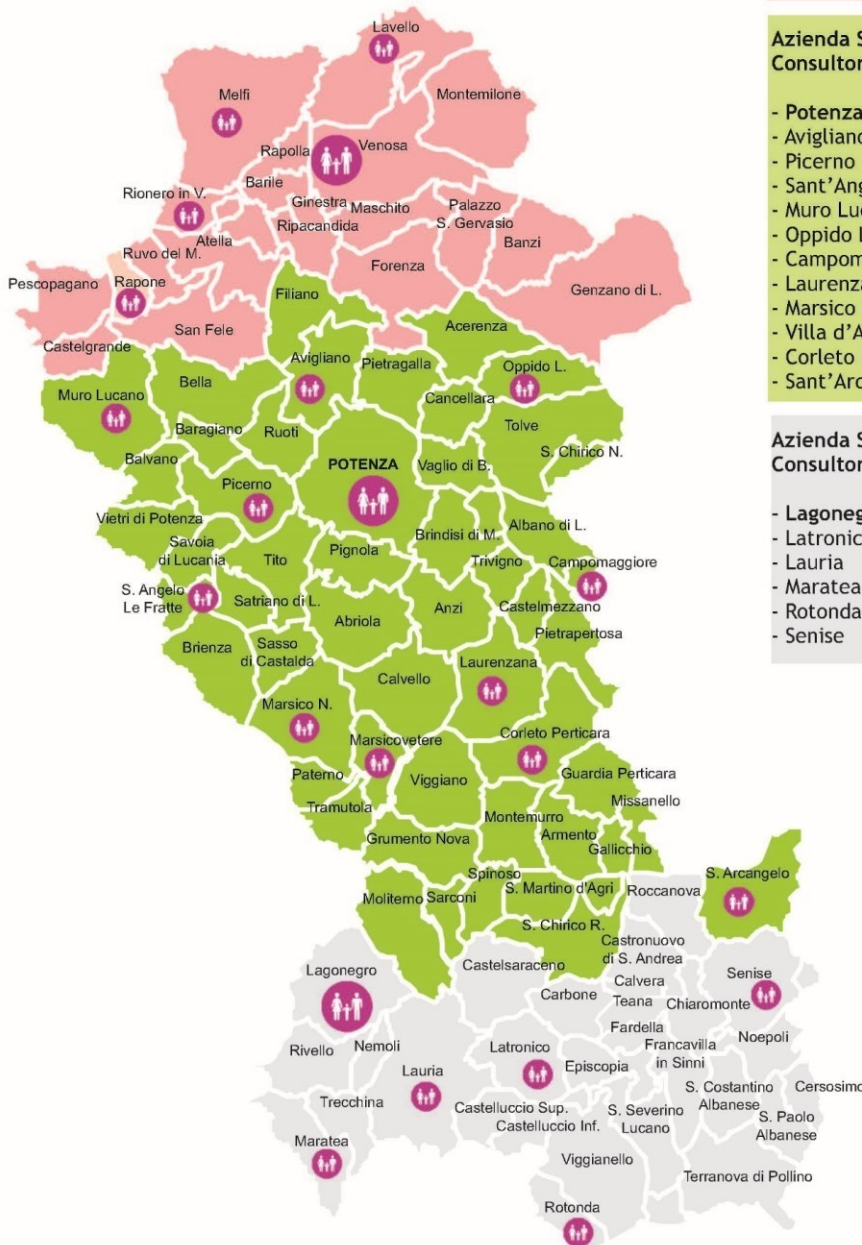 Lavello
Melfi
Montemilone
Rapolla
Venosa
Barile
Rionero in V.
Ginestra
Maschito
Palazzo
S. Gervasio
Ripacandida
Atella
Ruvo del M.
Banzi
Forenza
Pescopagano
Rapone
Genzano di L.
San Fele
Castelgrande
Filiano
Acerenza
Avigliano
Pietragalla
Oppido L.
Bella
Muro Lucano
Cancellara
Tolve
Baragiano
Ruoti
S. Chirico N.
Balvano
POTENZA
Vaglio di B.
Picerno
Vietri di Potenza
Albano di L.
Brindisi di M.
Savoia
di Lucania
Tito
Pignola
Trivigno
Campomaggiore
S. Angelo
Le Fratte
Satriano di L.
Abriola
Anzi
Castelmezzano
Pietrapertosa
Brienza
Sasso
di Castalda
Calvello
Laurenzana
Marsico N.
Marsicovetere
Corleto Perticara
Paterno
Viggiano
Guardia Perticara
Missanello
Tramutola
Montemurro
Armento
Grumento Nova
Gallicchio
Spinoso
S. Martino d'Agri
Roccanova
S. Arcangelo
Moliterno
Sarconi
S. Chirico R.
Castronuovo
di S. Andrea
Lagonegro
Castelsaraceno
Calvera
Senise
Carbone
Teana
Chiaromonte
Fardella
Noepoli
Rivello
Nemoli
Latronico
Episcopia
Francavilla
in Sinni
Lauria
S. Costantino
Albanese
Cersosimo
Trecchina
Castelluccio Sup.
Castelluccio Inf.
S. Severino
Lucano
S. Paolo
Albanese
Maratea
Viggianello
Terranova di Pollino
Rotonda
Azienda S
Consultor
- Potenza
- Avigliano
- Picerno
- Sant'Ang
- Muro Luc
- Oppido L
- Campom
- Laurenza
- Marsico
- Villa d'A
- Corleto
- Sant'Arc
Azienda S
Consultor
- Lagoneg
- Latronic
- Lauria
- Maratea
- Rotonda
- Senise